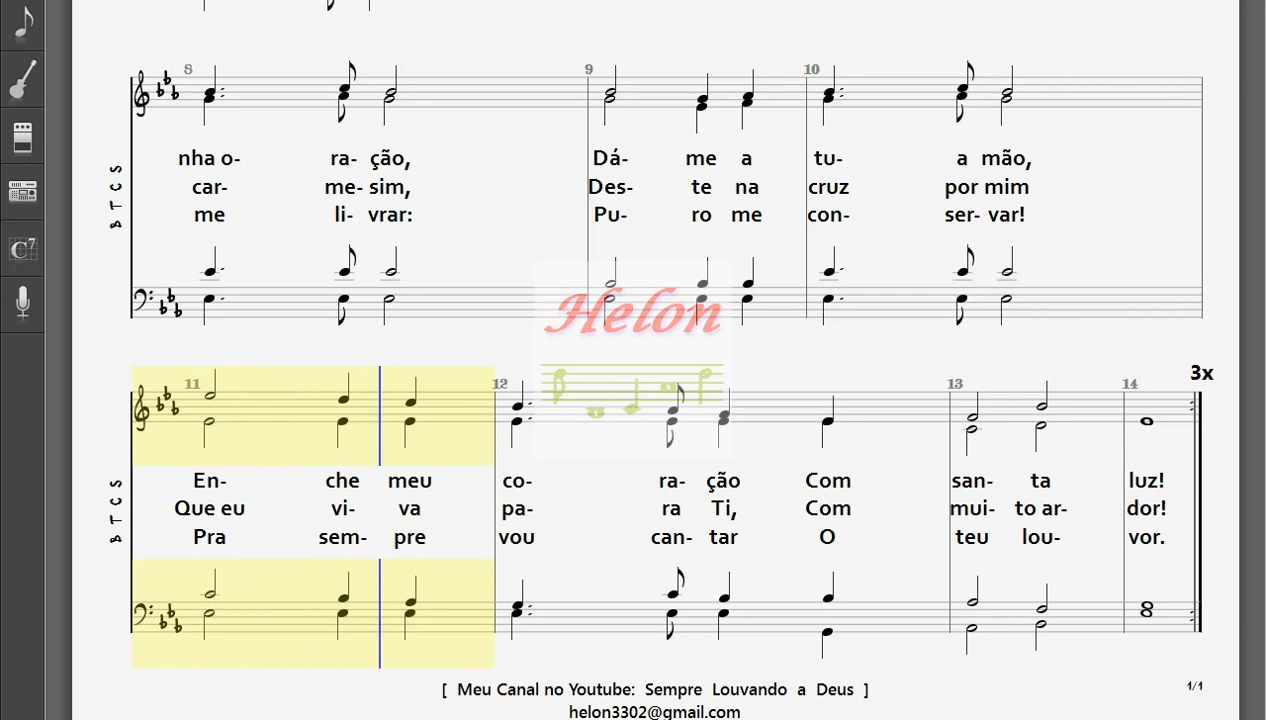 8 9 10
nha o- ra- ção, Dá- me a tu- a mão,
car- me- sim, Des- te na cruz por mim
me li- vrar: Pu- ro me con- ser- var!
B T C S
Helon
11 12 13 14 3x
En- che meu co- ra- ção Com san- ta luz!
Que eu vi- va pa- ra Ti, Com mui- to ar- dor!
Pra sem- pre vou can- tar O teu lou- vor.
B T C S
C7
[ Meu Canal no Youtube: Sempre Louvando a Deus ]
1/1
helon3302@gmail.com